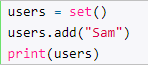 users = set()
users.add("Sam")
print(users)